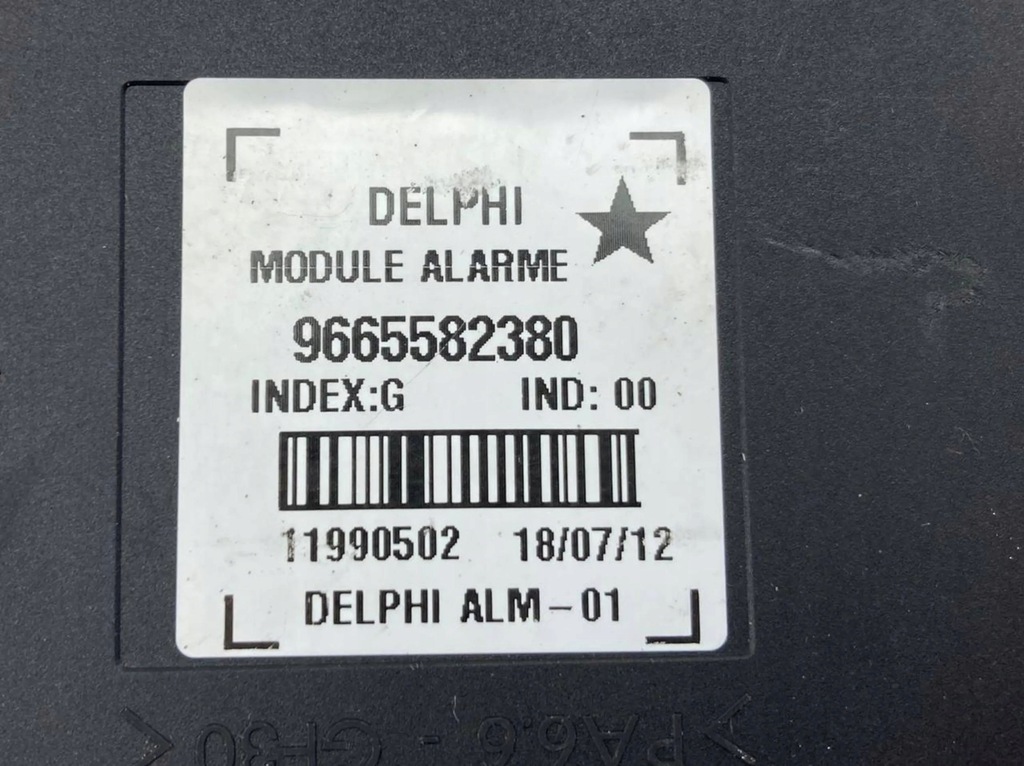 DELPHI
MODULE ALARME
9665582380
INDEX:G IND: 00
11990502 18/07/12
DELPHI ALM-01
>PA6.6 - GF30<